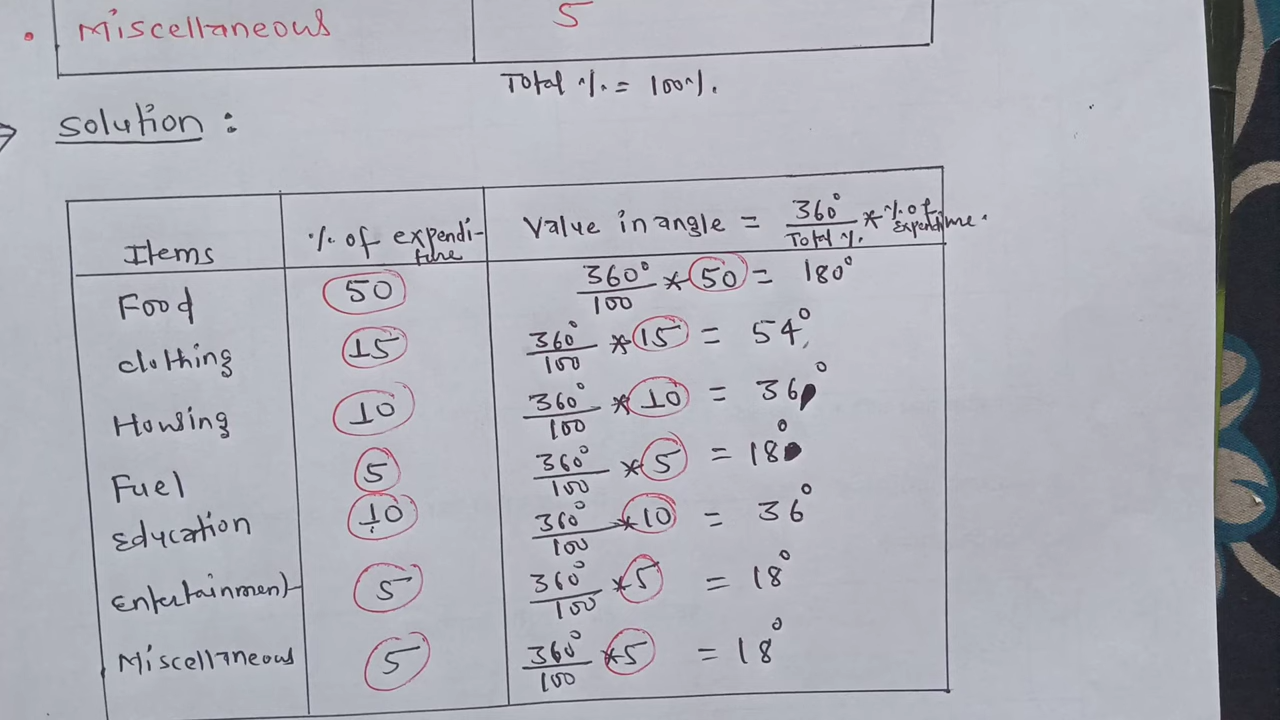 Miscellaneous 5
Total % = 100%.
Solution :
Items % of expendi-ture Value in angle = 360°/Total % * % of Expenditure.
Food 50 360°/100 * 50 = 180°
clothing 15 360°/100 * 15 = 54°
Housing 10 360°/100 * 10 = 36°
Fuel 5 360°/100 * 5 = 18°
Education 10 360°/100 * 10 = 36°
Entertainment 5 360°/100 * 5 = 18°
Miscellaneous 5 360°/100 * 5 = 18°